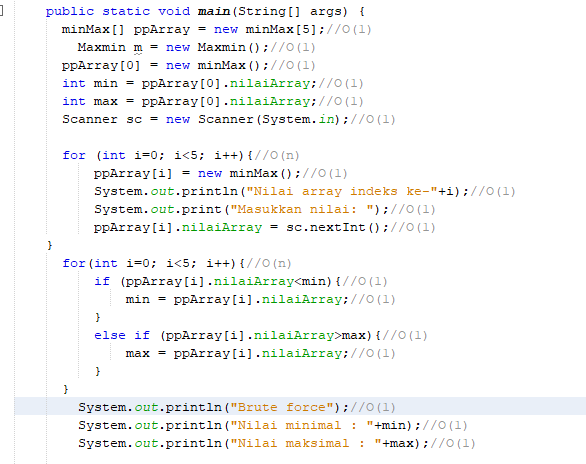 public static void main(String[] args) {
minMax[] ppArray = new minMax[5];//O(1)
Maxmin m = new Maxmin();//O(1)
ppArray[0] = new minMax();//O(1)
int min = ppArray[0].nilaiArray;//O(1)
int max = ppArray[0].nilaiArray;//O(1)
Scanner sc = new Scanner(System.in);//O(1)
for (int i=0; i<5; i++){//O(n)
ppArray[i] = new minMax();//O(1)
System.out.println("Nilai array indeks ke-"+i);//O(1)
System.out.print("Masukkan nilai: ");//O(1)
ppArray[i].nilaiArray = sc.nextInt();//O(1)
}
for(int i=0; i<5; i++){//O(n)
if (ppArray[i].nilaiArray<min){//O(1)
min = ppArray[i].nilaiArray;//O(1)
}
else if (ppArray[i].nilaiArray>max){//O(1)
max = ppArray[i].nilaiArray;//O(1)
}
}
System.out.println("Brute force");//O(1)
System.out.println("Nilai minimal : "+min);//O(1)
System.out.println("Nilai maksimal : "+max);//O(1)